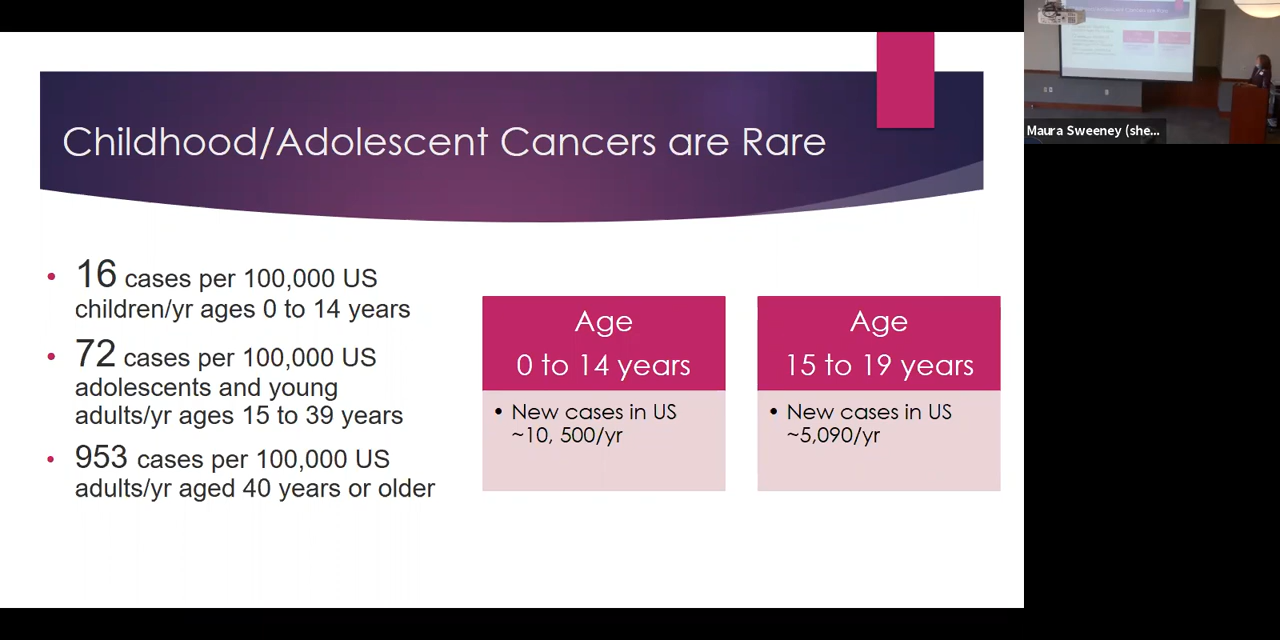 Childhood/Adolescent Cancers are Rare
• 16 cases per 100,000 US
children/yr ages 0 to 14 years
• 72 cases per 100,000 US
adolescents and young
adults/yr ages 15 to 39 years
• 953 cases per 100,000 US
adults/yr aged 40 years or older
Age
0 to 14 years
• New cases in US
~10, 500/yr
Age
15 to 19 years
• New cases in US
~5,090/yr
Maura Sweeney (she...